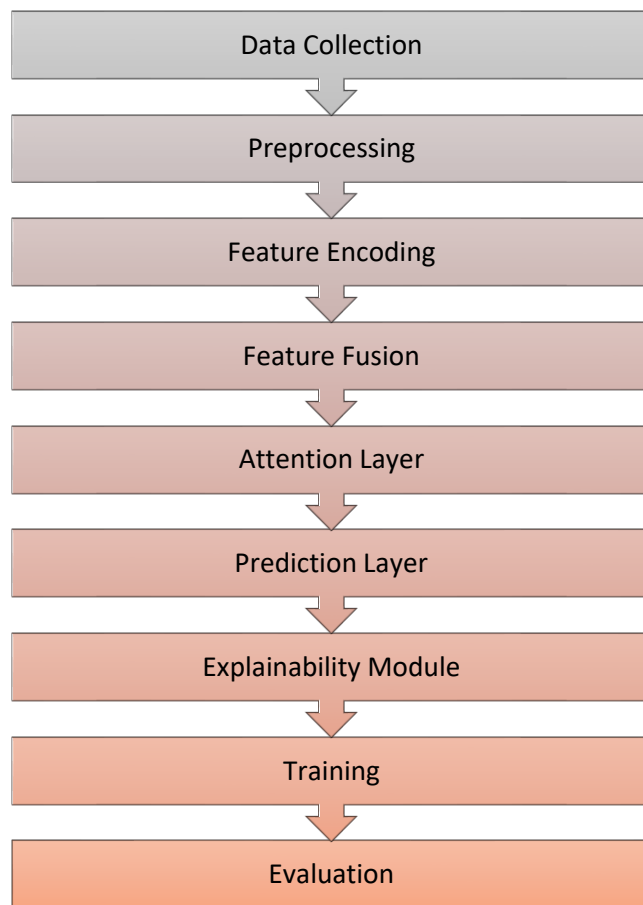 Data Collection
Preprocessing
Feature Encoding
Feature Fusion
Attention Layer
Prediction Layer
Explainability Module
Training
Evaluation